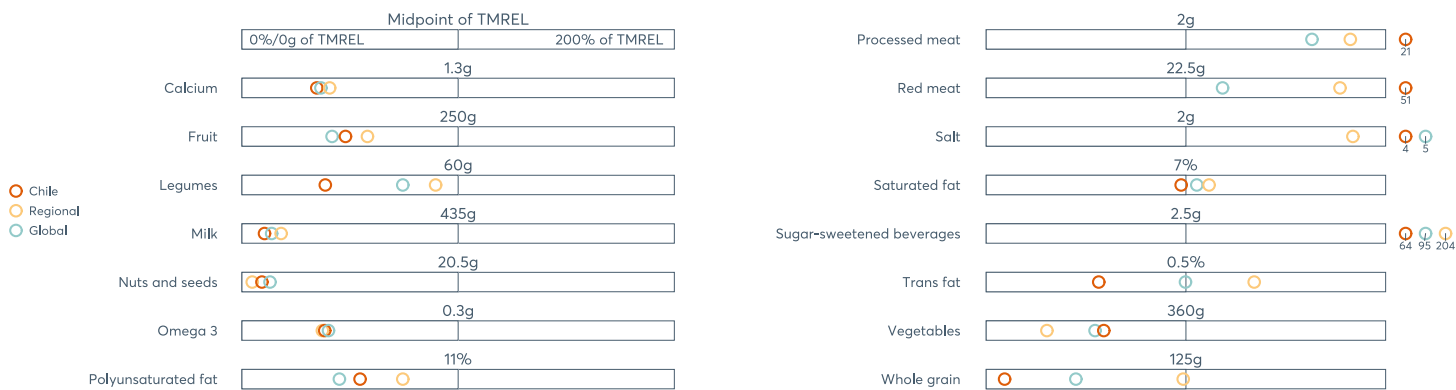 Midpoint of TMREL
0%/0g of TMREL
200% of TMREL
1.3g
Calcium
250g
Fruit
60g
Legumes
435g
Milk
20.5g
Nuts and seeds
0.3g
Omega 3
11%
Polyunsaturated fat
Chile
Regional
Global
2g
Processed meat
21
22.5g
Red meat
51
2g
Salt
4 5
7%
Saturated fat
2.5g
Sugar-sweetened beverages
64 95 204
0.5%
Trans fat
360g
Vegetables
125g
Whole grain